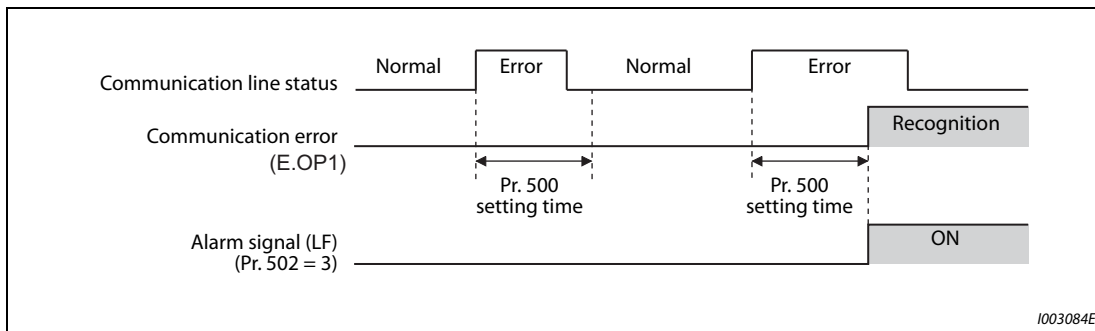 Normal Error Normal Error
Communication line status
Communication error
(E.OP1)
Recognition
Pr. 500
setting time
Pr. 500
setting time
Alarm signal (LF)
(Pr. 502 = 3)
ON
I003084E